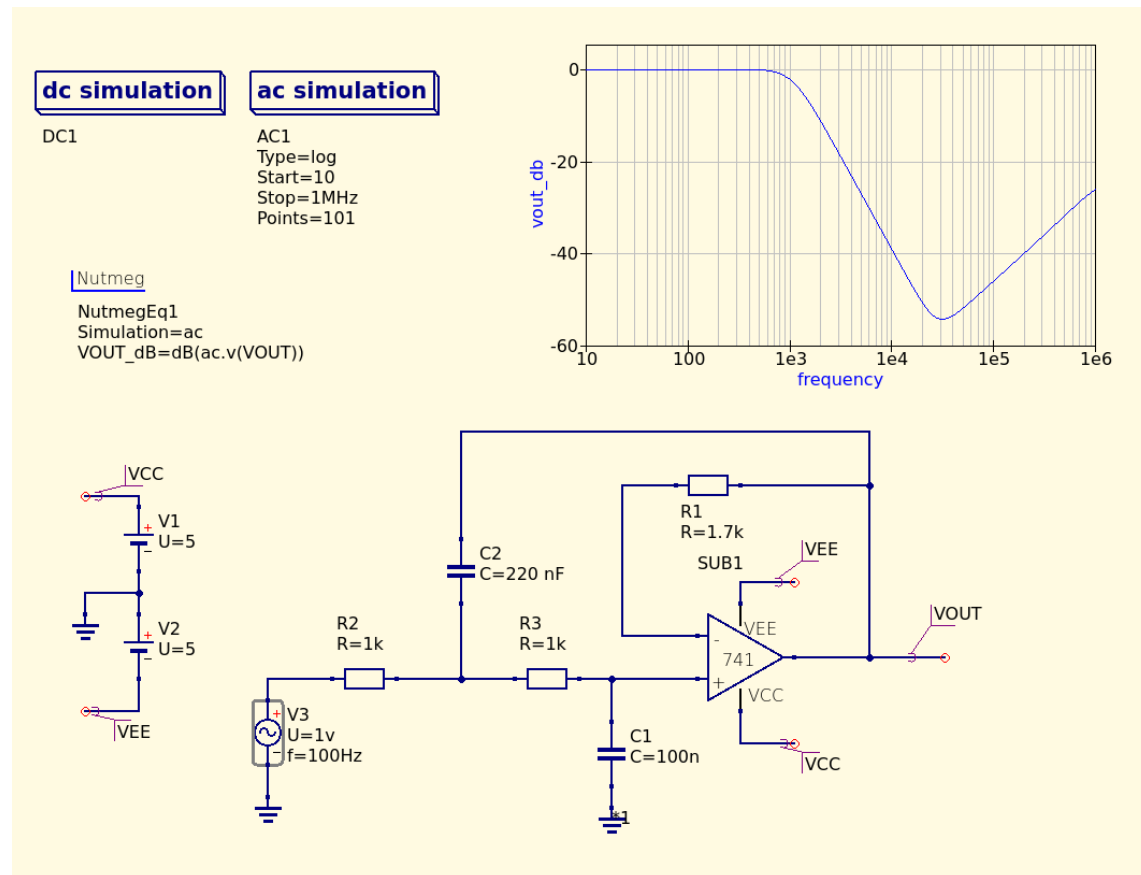 dc simulation
DC1
ac simulation
AC1
Type=log
Start=10
Stop=1MHz
Points=101
Nutmeg
NutmegEq1
Simulation=ac
VOUT_dB=dB(ac.v(VOUT))
vout_db
0
-20
-40
-60
10
100
1e3
1e4
1e5
1e6
frequency
VCC
+
V1
U=5
−
+
V2
U=5
−
VEE
C2
C=220 nF
R1
R=1.7k
SUB1
VEE
VEE
-
741
+
VCC
VCC
VOUT
R2
R=1k
R3
R=1k
+
V3
U=1v
−
f=100Hz
C1
C=100n
*1